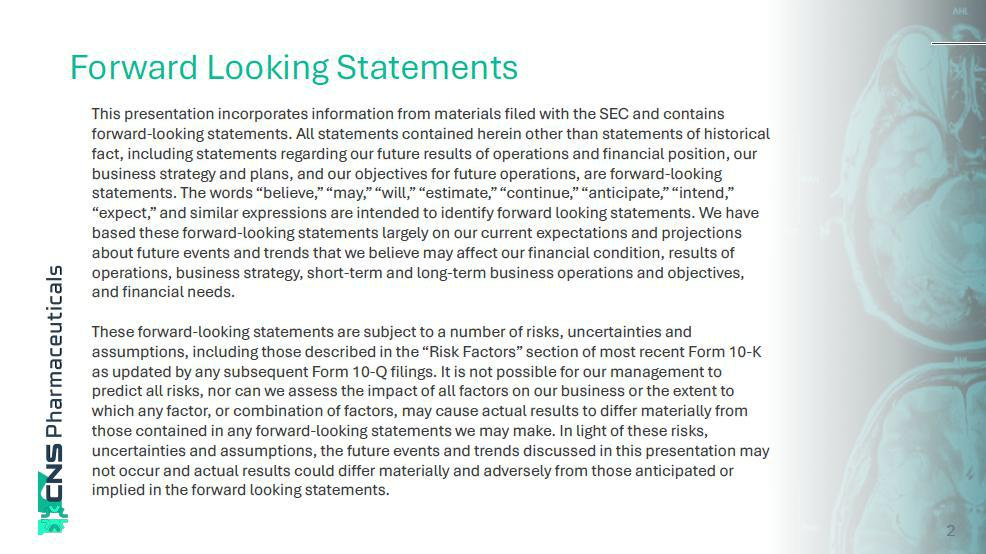 Forward Looking Statements
This presentation incorporates information from materials filed with the SEC and contains
forward-looking statements. All statements contained herein other than statements of historical
fact, including statements regarding our future results of operations and financial position, our
business strategy and plans, and our objectives for future operations, are forward-looking
statements. The words “believe,” “may,” “will,” “estimate,” “continue,” “anticipate,” “intend,”
“expect,” and similar expressions are intended to identify forward looking statements. We have
based these forward-looking statements largely on our current expectations and projections
about future events and trends that we believe may affect our financial condition, results of
operations, business strategy, short-term and long-term business operations and objectives,
and financial needs.
These forward-looking statements are subject to a number of risks, uncertainties and
assumptions, including those described in the “Risk Factors” section of most recent Form 10-K
as updated by any subsequent Form 10-Q filings. It is not possible for our management to
predict all risks, nor can we assess the impact of all factors on our business or the extent to
which any factor, or combination of factors, may cause actual results to differ materially from
those contained in any forward-looking statements we may make. In light of these risks,
uncertainties and assumptions, the future events and trends discussed in this presentation may
not occur and actual results could differ materially and adversely from those anticipated or
implied in the forward looking statements.
CNS Pharmaceuticals
AHL
2